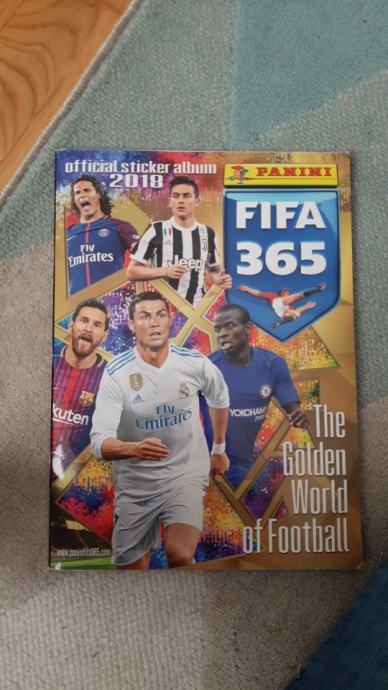 official sticker album
2018
PANINI
FIFA
365
Fly
Emirates
Jeep
kuten
Fly
Emirates
YOKOHAMA
The
Golden
World
of Football
www.paninififa365.com